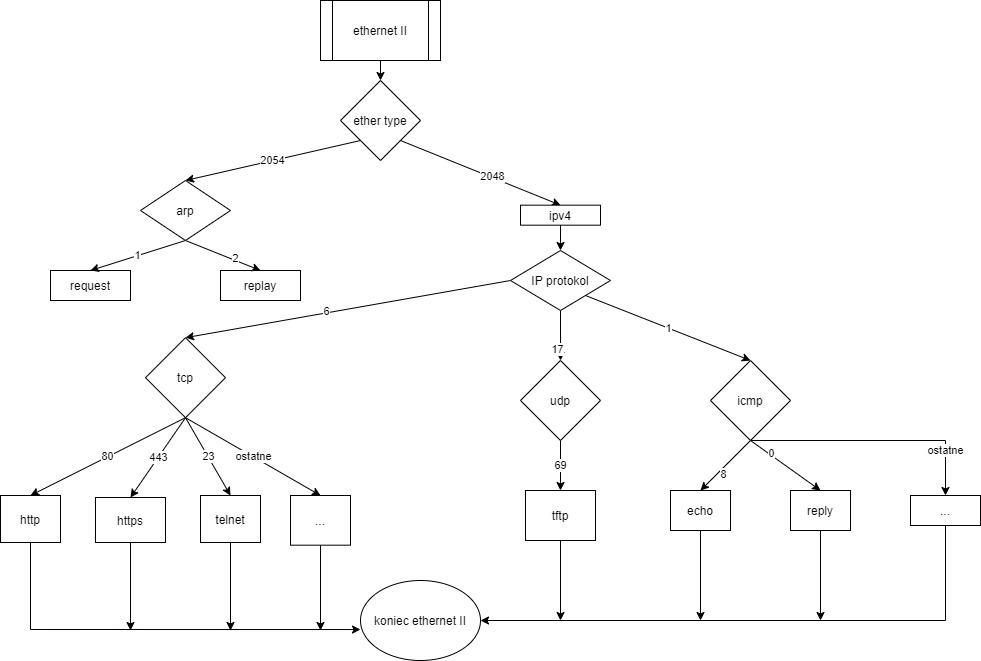 ethernet II
ether type
2054
2048
arp
ipv4
1
2
request
replay
IP protokol
6
17.
1
tcp
udp
icmp
80
443
23
ostatne
69
8
0
ostatne
http
https
telnet
...
tftp
echo
reply
...
koniec ethernet II